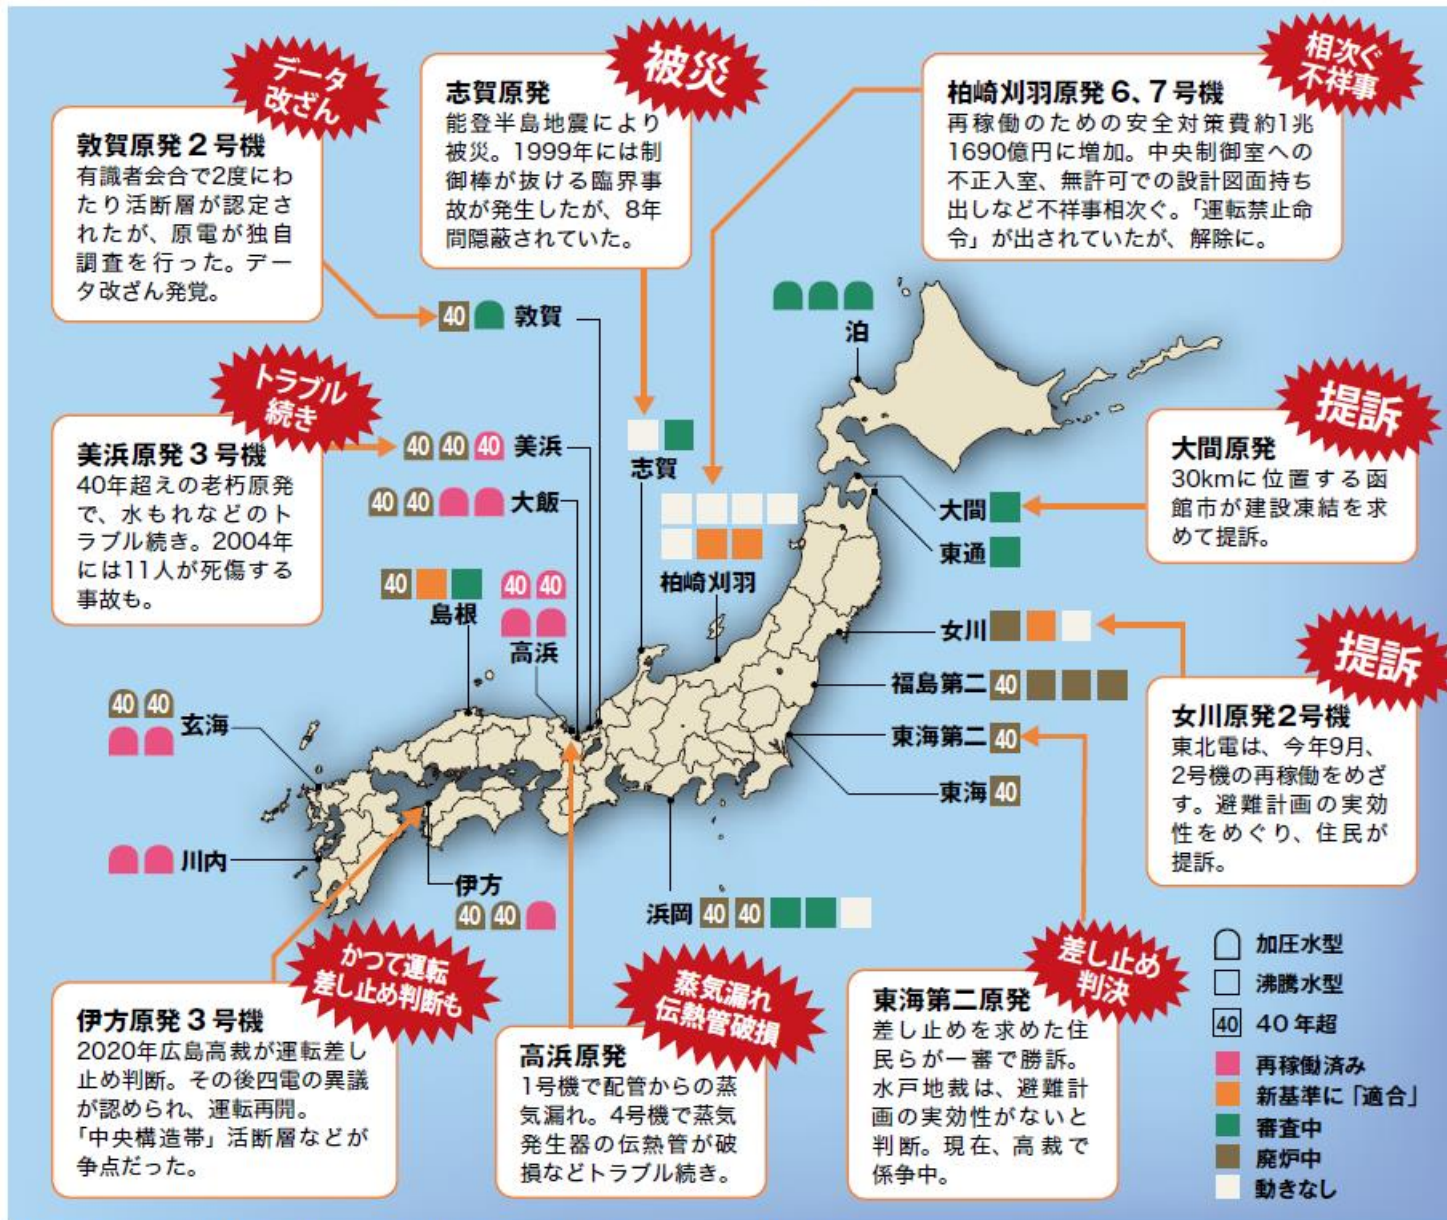 データ
改ざん
敦賀原発2号機
有識者会合で2度にわ
たり活断層が認定さ
れたが、原電が独自
調査を行った。デー
タ改ざん発覚。
被災
志賀原発
能登半島地震により
被災。1999年には制
御棒が抜ける臨界事
故が発生したが、8年
間隠蔽されていた。
相次ぐ
不祥事
柏崎刈羽原発6、7号機
再稼働のための安全対策費約1兆
1690億円に増加。中央制御室への
不正入室、無許可での設計図面持ち
出しなど不祥事相次ぐ。「運転禁止命
令」が出されていたが、解除に。
40 敦賀
泊
トラブル
続き
美浜原発3号機
40年超えの老朽原発
で、水もれなどのト
ラブル続き。2004年
には11人が死傷する
事故も。
40 40 40 美浜
40 40 大飯
志賀
柏崎刈羽
40
島根
40 40
高浜
提訴
大間原発
30kmに位置する函
館市が建設凍結を求
めて提訴。
大間
東通
女川
福島第二 40
東海第二 40
東海 40
提訴
女川原発2号機
東北電は、今年9月、
2号機の再稼働をめざ
す。避難計画の実効
性をめぐり、住民が
提訴。
40 40
玄海
川内
伊方
40 40
浜岡 40 40
かつて運転
差し止め判断も
伊方原発3号機
2020年広島高裁が運転差し
止め判断。その後四電の異議
が認められ、運転再開。
「中央構造帯」活断層などが
争点だった。
蒸気漏れ
伝熱管破損
高浜原発
1号機で配管からの蒸
気漏れ。4号機で蒸気
発生器の伝熱管が破
損などトラブル続き。
差し止め
判決
東海第二原発
差し止めを求めた住
民らが一審で勝訴。
水戸地裁は、避難計
画の実効性がないと
判断。現在、高裁で
係争中。
加圧水型
沸騰水型
40 40年超
再稼働済み
新基準に「適合」
審査中
廃炉中
動きなし